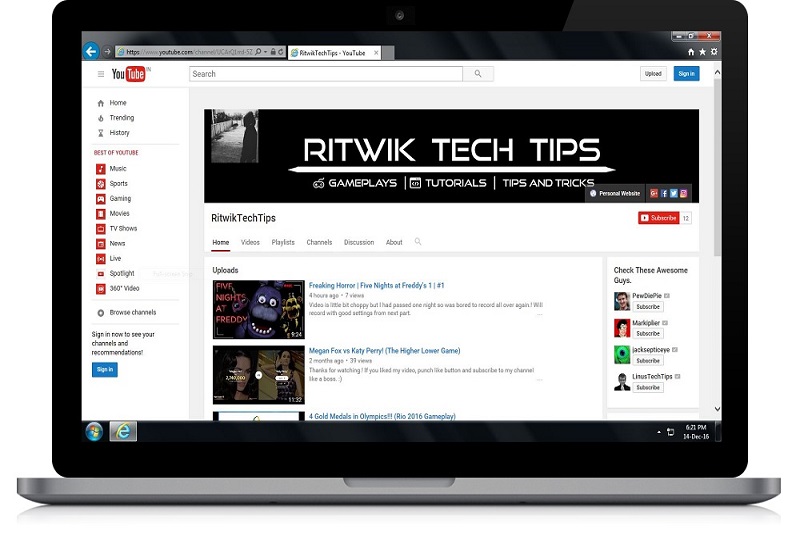 https://www.youtube.com/channel/UCAvQ1rd-5Z
RitwikTechTips - YouTube
YouTube IN
Search
Upload
Sign in
Home
Trending
History
BEST OF YOUTUBE
Music
Sports
Gaming
Movies
TV Shows
News
Live
Spotlight
360° Video
Browse channels
Sign in now to see your
channels and
recommendations!
Sign in
RITWIK TECH TIPS
GAMEPLAYS | TUTORIALS | TIPS AND TRICKS
Personal Website
RitwikTechTips
Subscribe 12
Home Videos Playlists Channels Discussion About
Uploads
FIVE
NIGHTS
AT
FREDDY
9:24
Freaking Horror | Five Nights at Freddy's 1 | #1
4 hours ago • 7 views
Video is little bit choppy but I had passed one night so was bored to record all over again ! Will
record with good settings from next part.
2,740,000
11:32
Megan Fox vs Katy Perry! (The Higher Lower Game)
2 months ago • 39 views
Thanks for watching ! If you liked my video, punch like button and subscribe to my channel
like a boss. :)
4 Gold Medals in Olympics!!! (Rio 2016 Gameplay)
Check These Awesome
Guys.
PewDiePie
Subscribe
Markiplier
Subscribe
jacksepticeye
Subscribe
LinusTechTips
Subscribe
6:21 PM
14-Dec-16